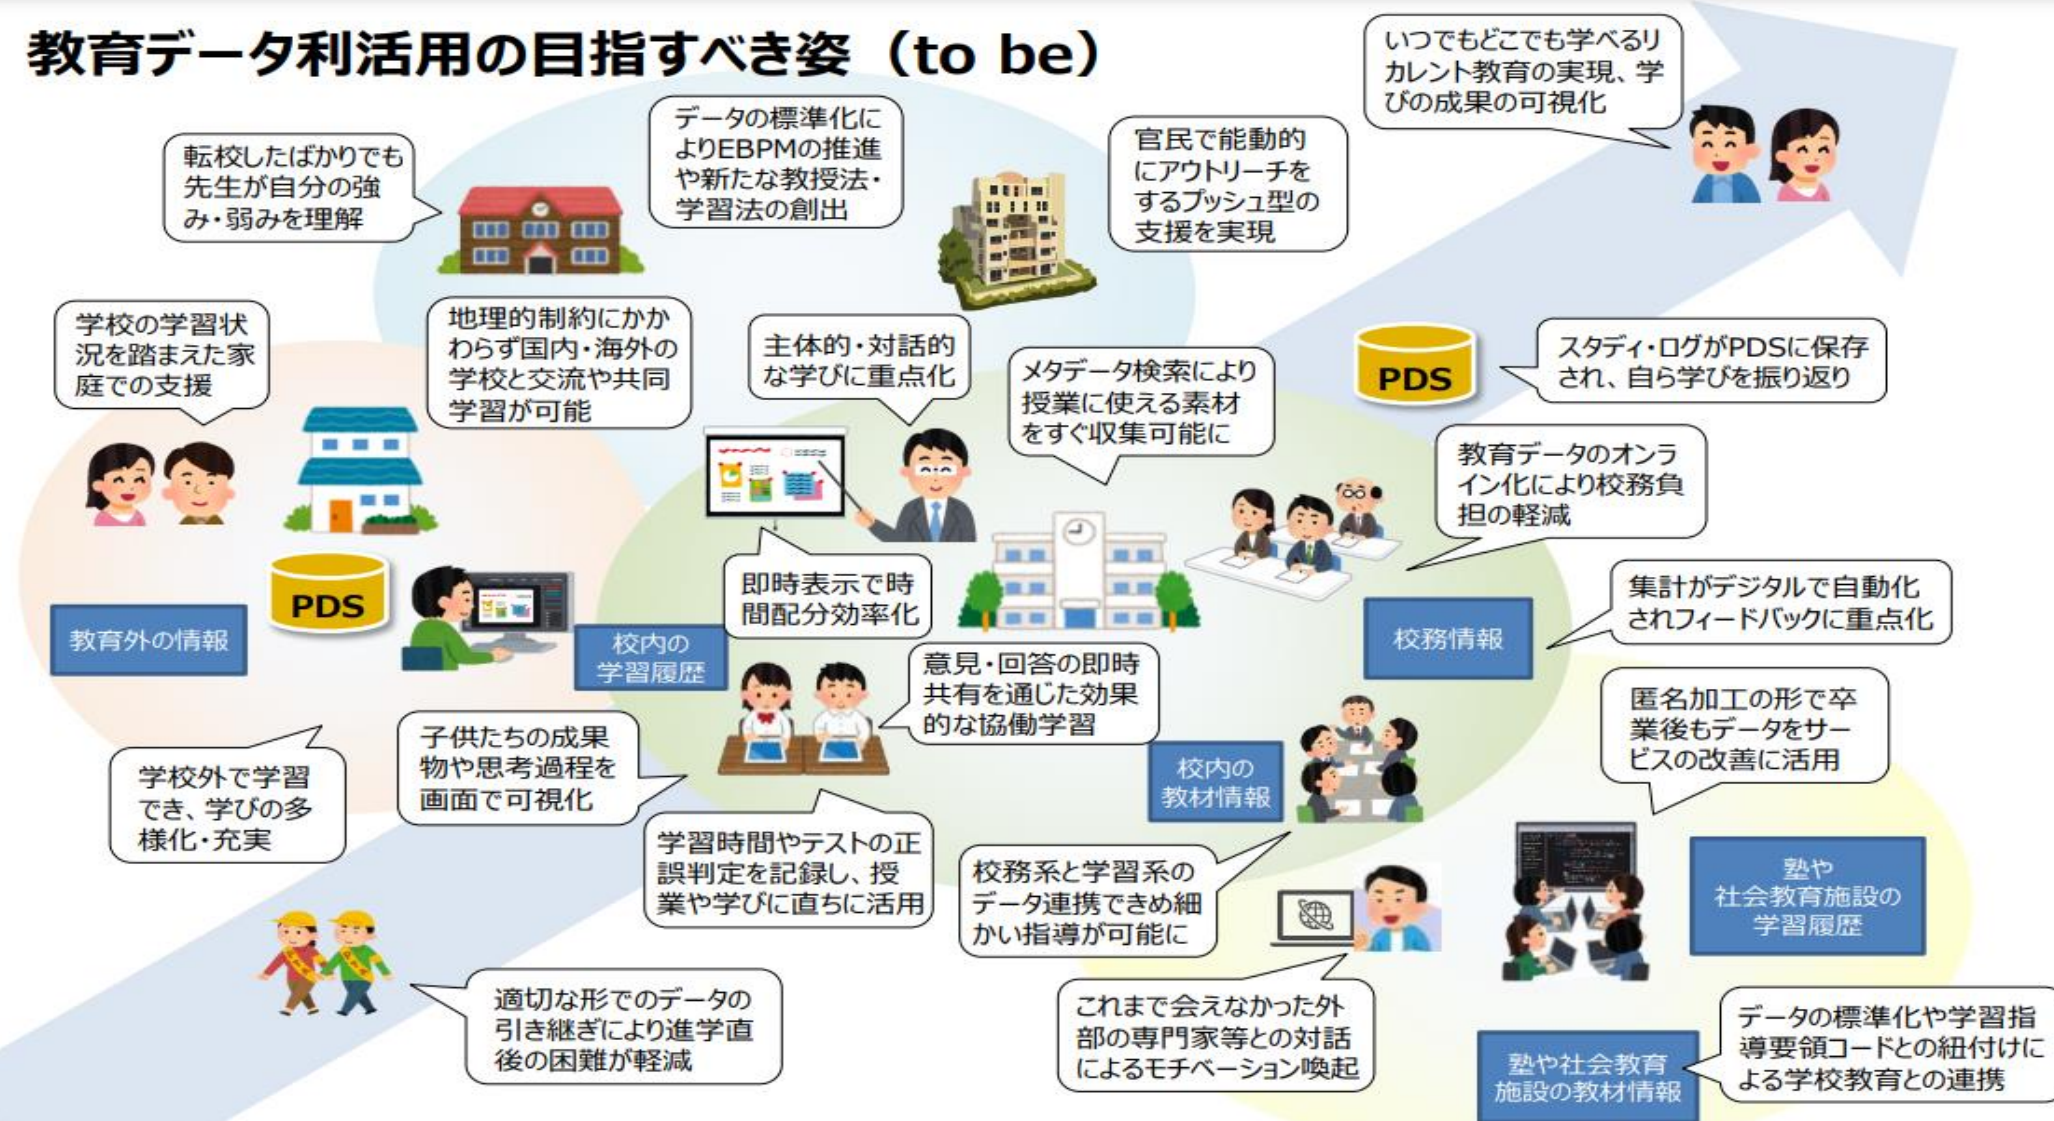 教育データ利活用の目指すべき姿（to be）
いつでもどこでも学べるリ
カレント教育の実現、学
びの成果の可視化
転校したばかりでも
先生が自分の強
み・弱みを理解
データの標準化に
よりEBPMの推進
や新たな教授法・
学習法の創出
官民で能動的
にアウトリーチを
するプッシュ型の
支援を実現
学校の学習状
況を踏まえた家
庭での支援
地理的制約にかか
わらず国内・海外の
学校と交流や共同
学習が可能
主体的・対話的
な学びに重点化
メタデータ検索により
授業に使える素材
をすぐ収集可能に
PDS
スタディ・ログがPDSに保存
され、自ら学びを振り返り
教育データのオンラ
イン化により校務負
担の軽減
PDS
教育外の情報
校内の
学習履歴
即時表示で時
間配分効率化
校務情報
集計がデジタルで自動化
されフィードバックに重点化
意見・回答の即時
共有を通じた効果
的な協働学習
匿名加工の形で卒
業後もデータをサー
ビスの改善に活用
学校外で学習
でき、学びの多
様化・充実
子供たちの成果
物や思考過程を
画面で可視化
校内の
教材情報
学習時間やテストの正
誤判定を記録し、授
業や学びに直ちに活用
校務系と学習系の
データ連携できめ細
かい指導が可能に
塾や
社会教育施設の
学習履歴
適切な形でのデータの
引き継ぎにより進学直
後の困難が軽減
これまで会えなかった外
部の専門家等との対話
によるモチベーション喚起
塾や社会教育
施設の教材情報
データの標準化や学習指
導要領コードとの紐付けに
よる学校教育との連携